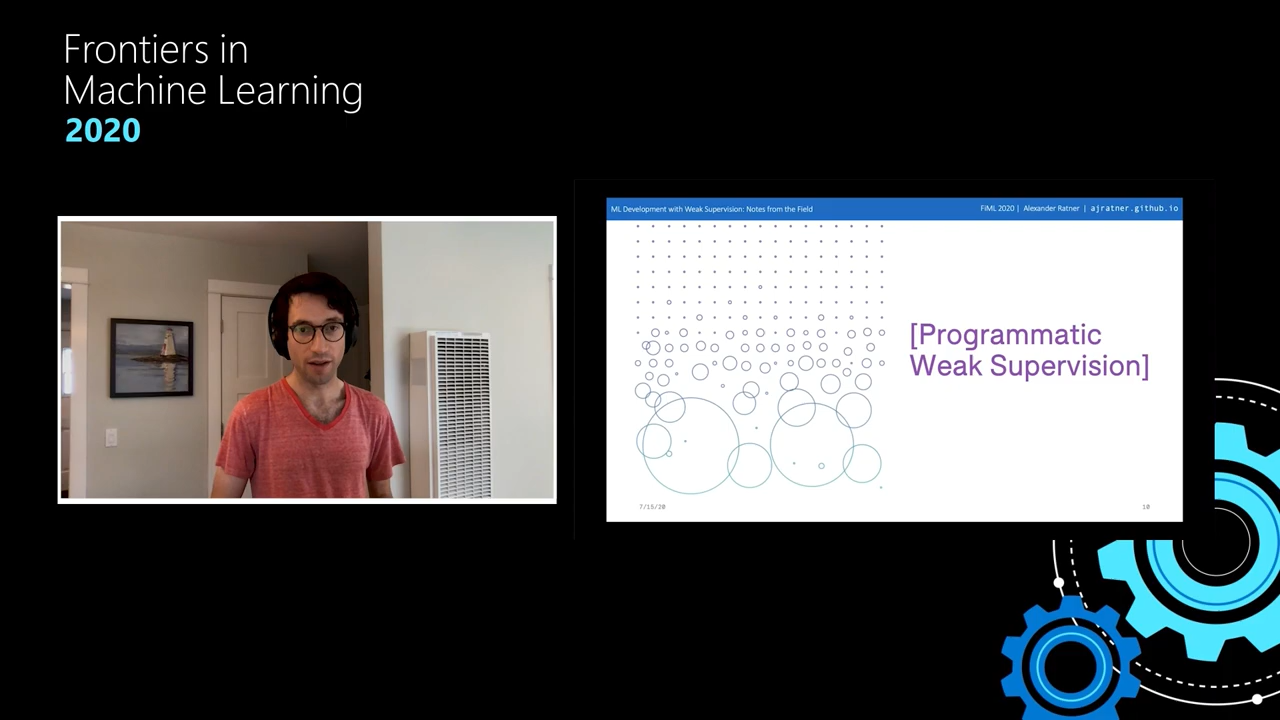 Frontiers in
Machine Learning
2020
ML Development with Weak Supervision: Notes from the Field
FIML 2020 | Alexander Ratner | ajratner.github.io
[Programmatic
Weak Supervision]
7/15/20
10